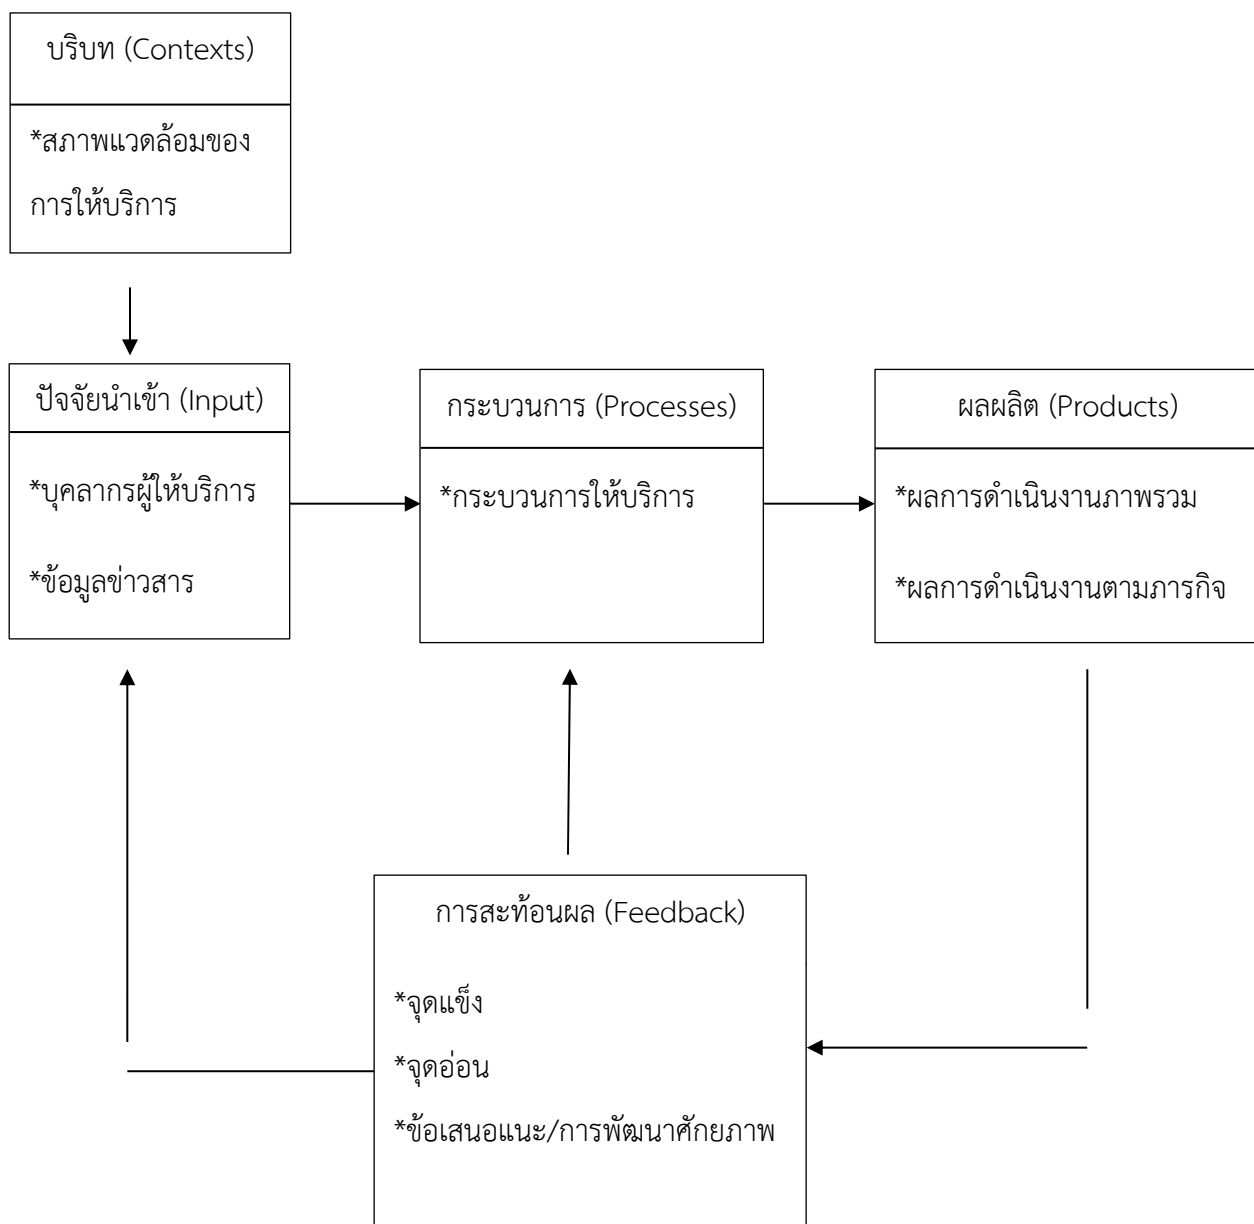 บริบท (Contexts)
*สภาพแวดล้อมของ
การให้บริการ
ปัจจัยนำเข้า (Input)
*บุคลากรผู้ให้บริการ
*ข้อมูลข่าวสาร
กระบวนการ (Processes)
*กระบวนการให้บริการ
ผลผลิต (Products)
*ผลการดำเนินงานภาพรวม
*ผลการดำเนินงานตามภารกิจ
การสะท้อนผล (Feedback)
*จุดแข็ง
*จุดอ่อน
*ข้อเสนอแนะ/การพัฒนาศักยภาพ